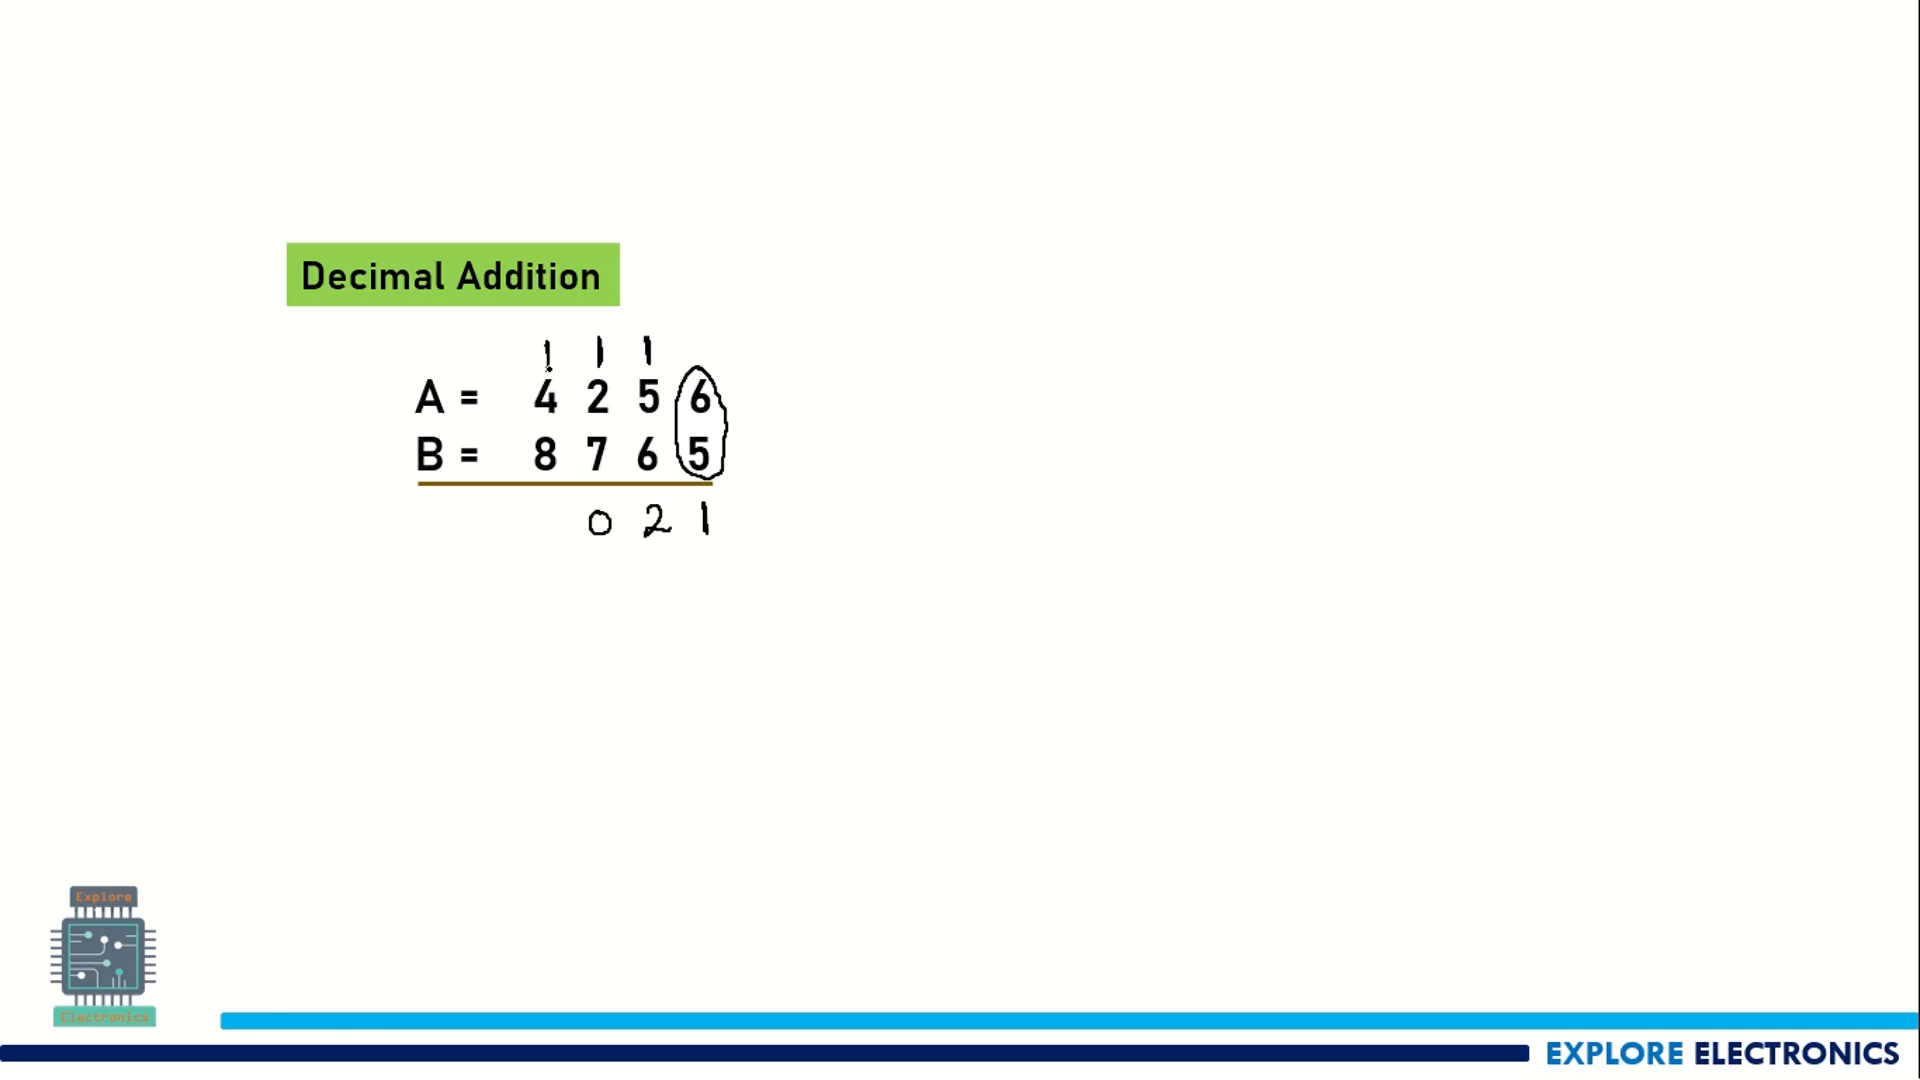 Decimal Addition
1 1 1
A = 4 2 5 6
B = 8 7 6 5
0 2 1
Explore
Electronics
EXPLORE ELECTRONICS